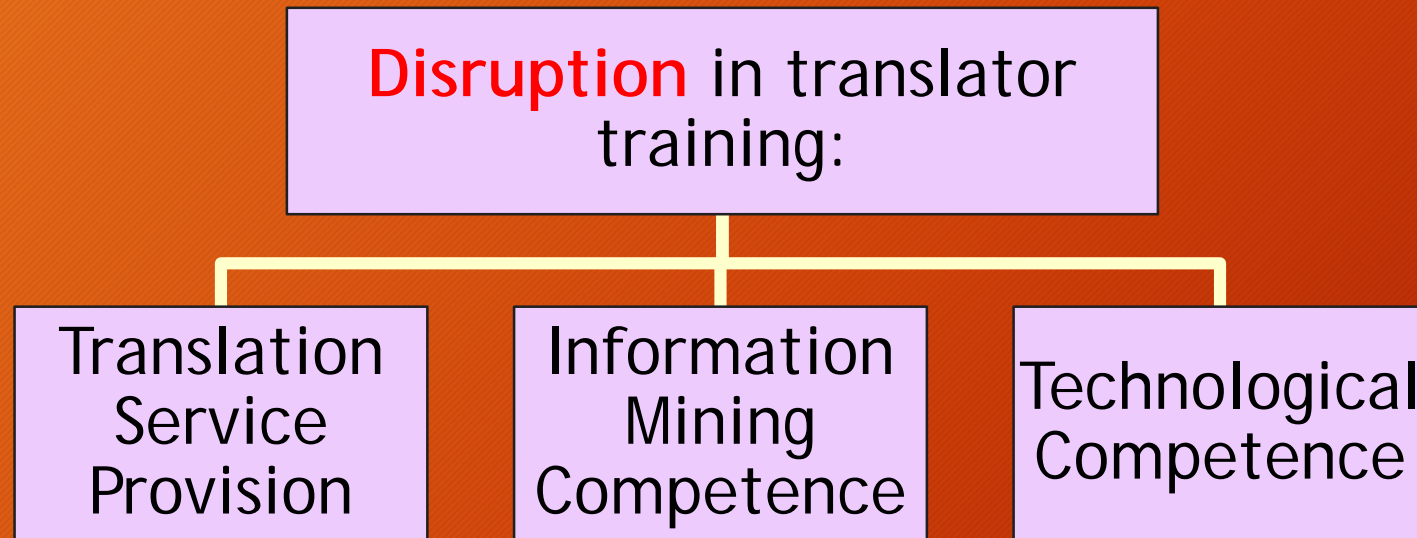 Disruption in translator
training:
Translation
Service
Provision
Information
Mining
Competence
Technological
Competence